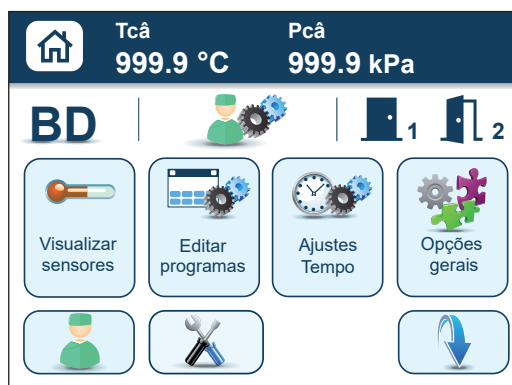 Tcâ Pcâ
999.9 °C 999.9 kPa
BD 1 2
Visualizar sensores
Editar programas
Ajustes Tempo
Opções gerais